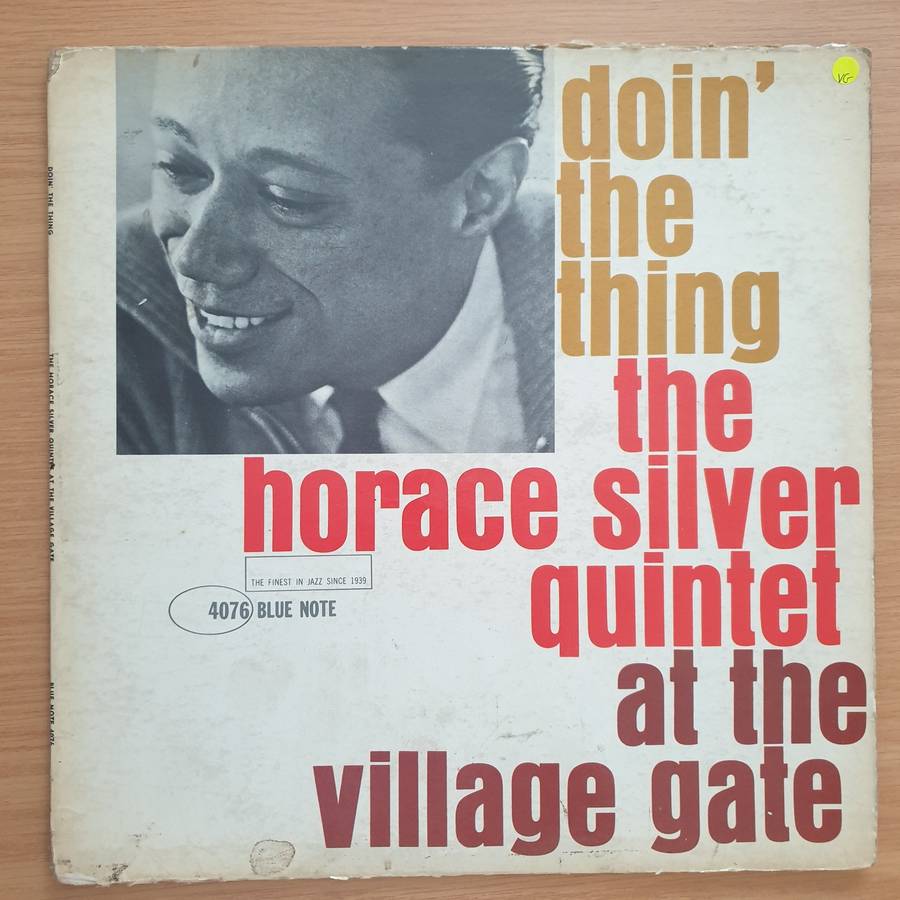 doin'
the
thing
the
horace silver
quintet
at the
village gate
THE FINEST IN JAZZ SINCE 1939
4076 BLUE NOTE
VG-
DOIN' THE THING
THE HORACE SILVER QUINTET AT THE VILLAGE GATE
BLUE NOTE 4076